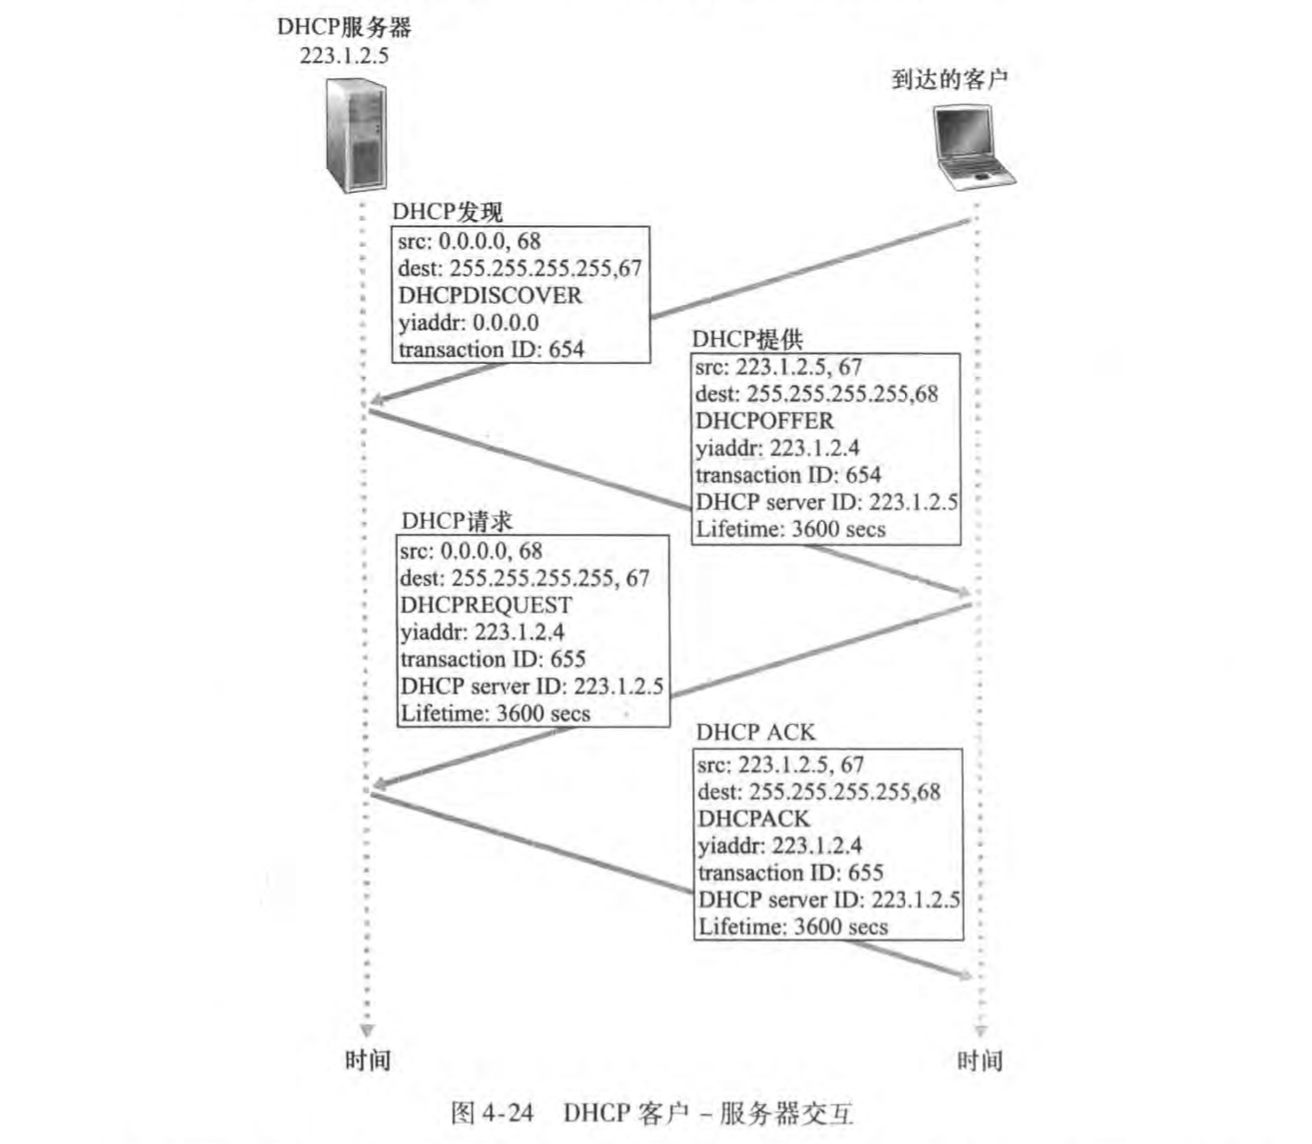 DHCP服务器
223.1.2.5
到达的客户
DHCP发现
src: 0.0.0.0, 68
dest: 255.255.255.255,67
DHCPDISCOVER
yiaddr: 0.0.0.0
transaction ID: 654
DHCP提供
src: 223.1.2.5, 67
dest: 255.255.255.255,68
DHCPOFFER
yiaddr: 223.1.2.4
transaction ID: 654
DHCP server ID: 223.1.2.5
Lifetime: 3600 secs
DHCP请求
src: 0.0.0.0, 68
dest: 255.255.255.255, 67
DHCPREQUEST
yiaddr: 223.1.2.4
transaction ID: 655
DHCP server ID: 223.1.2.5
Lifetime: 3600 secs
DHCP ACK
src: 223.1.2.5, 67
dest: 255.255.255.255,68
DHCPACK
yiaddr: 223.1.2.4
transaction ID: 655
DHCP server ID: 223.1.2.5
Lifetime: 3600 secs
时间
时间
图 4-24 DHCP 客户 – 服务器交互